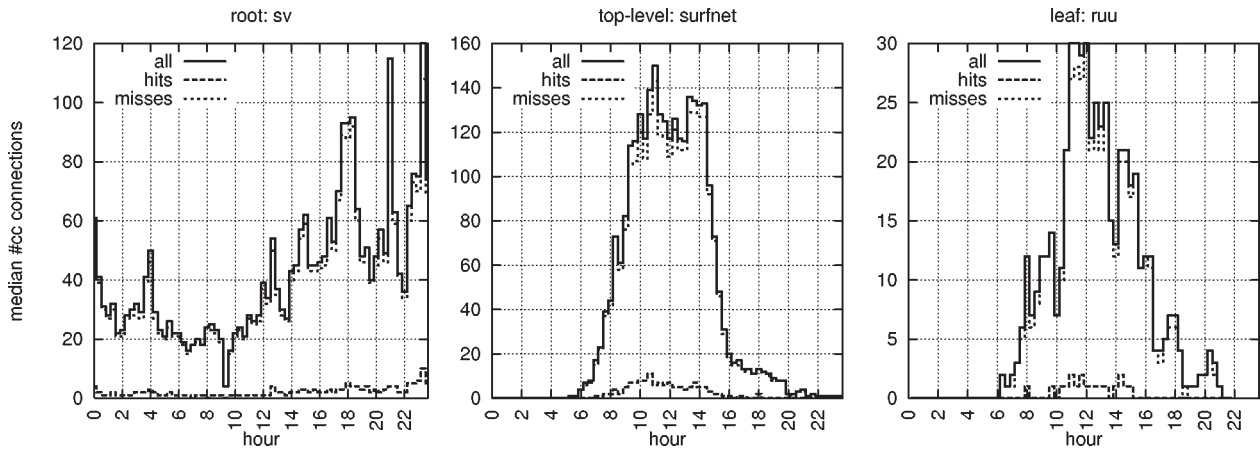 root: sv
median #cc connections
120
100
80
60
40
20
0
all
hits
misses
0 2 4 6 8 10 12 14 16 18 20 22
hour
top-level: surfnet
160
140
120
100
80
60
40
20
0
all
hits
misses
0 2 4 6 8 10 12 14 16 18 20 22
hour
leaf: ruu
30
25
20
15
10
5
0
all
hits
misses
0 2 4 6 8 10 12 14 16 18 20 22
hour